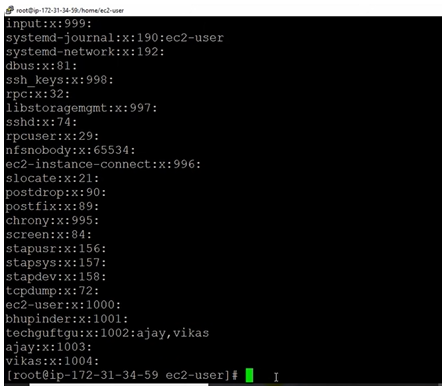 root@ip-172-31-34-59:/home/ec2-user
input:x:999:
systemd-journal:x:190:ec2-user
systemd-network:x:192:
dbus:x:81:
ssh_keys:x:998:
rpc:x:32:
libstoragemgmt:x:997:
sshd:x:74:
rpcuser:x:29:
nfsnobody:x:65534:
ec2-instance-connect:x:996:
slocate:x:21:
postdrop:x:90:
postfix:x:89:
chrony:x:995:
screen:x:84:
stapusr:x:156:
stapsys:x:157:
stapdev:x:158:
tcpdump:x:72:
ec2-user:x:1000:
bhupinder:x:1001:
techguftgu:x:1002:ajay,vikas
ajay:x:1003:
vikas:x:1004:
[root@ip-172-31-34-59 ec2-user]#